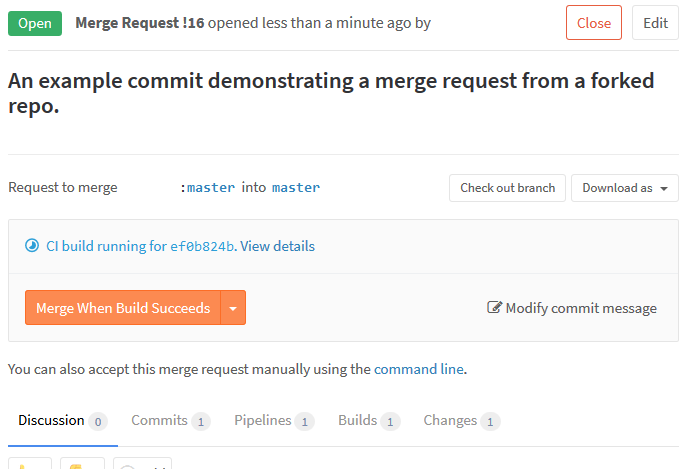 Open Merge Request !16 opened less than a minute ago by Close Edit
An example commit demonstrating a merge request from a forked
repo.
Request to merge :master into master Check out branch Download as
CI build running for ef0b824b. View details
Merge When Build Succeeds Modify commit message
You can also accept this merge request manually using the command line.
Discussion 0 Commits 1 Pipelines 1 Builds 1 Changes 1